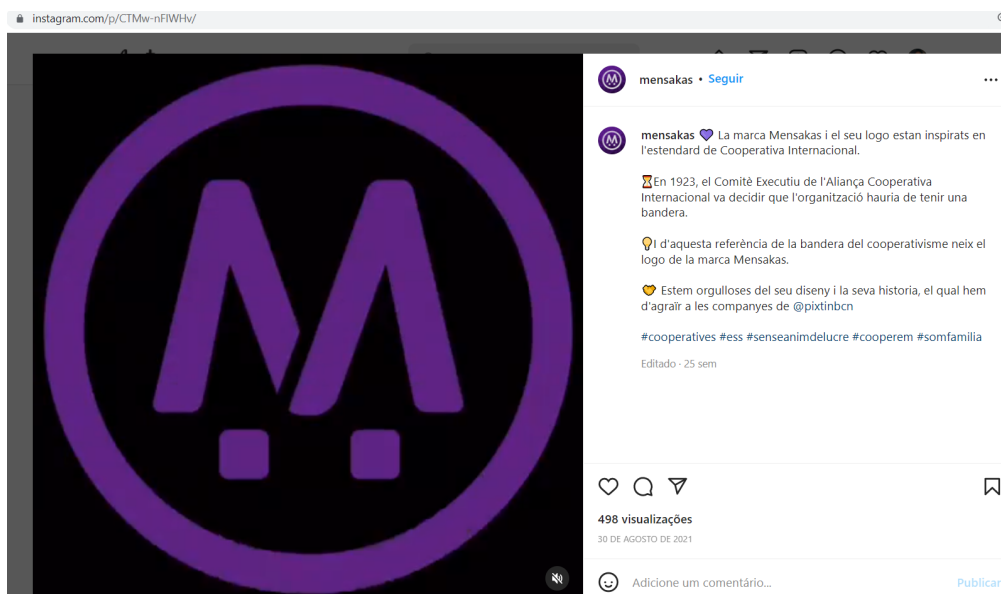 instagram.com/p/CTMw-nFIWHv/
M
mensakas • Seguir
mensakas 💜 La marca Mensakas i el seu logo estan inspirats en
l'estendard de Cooperativa Internacional.
⌛En 1923, el Comitè Executiu de l'Aliança Cooperativa
Internacional va decidir que l'organització hauria de tenir una
bandera.
💡I d'aquesta referència de la bandera del cooperativisme neix el
logo de la marca Mensakas.
🤝 Estem orgulloses del seu diseny i la seva historia, el qual hem
d'agraïr a les companyes de @pixtinbcn
#cooperatives #ess #senseanimdelucre #cooperem #somfamilia
Editado · 25 sem
498 visualizações
30 DE AGOSTO DE 2021
Adicione um comentário... Publicar